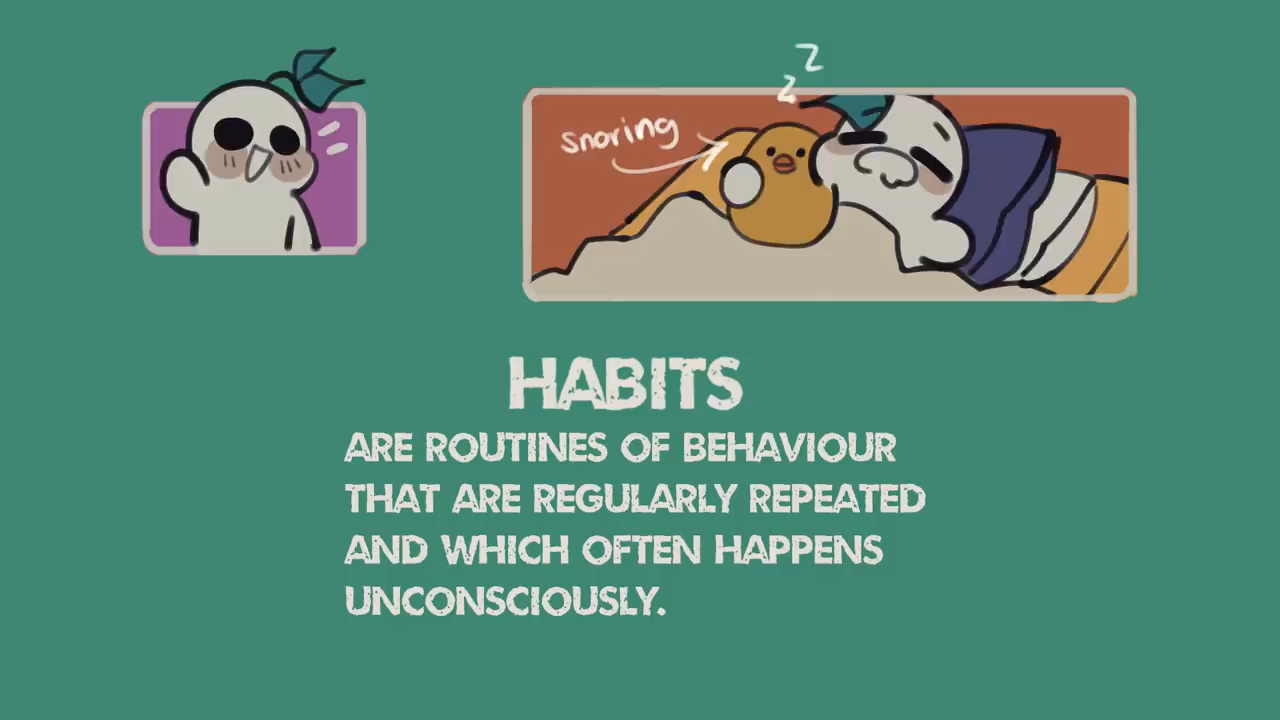 z
z
snoring
HABITS
ARE ROUTINES OF BEHAVIOUR
THAT ARE REGULARLY REPEATED
AND WHICH OFTEN HAPPENS
UNCONSCIOUSLY.